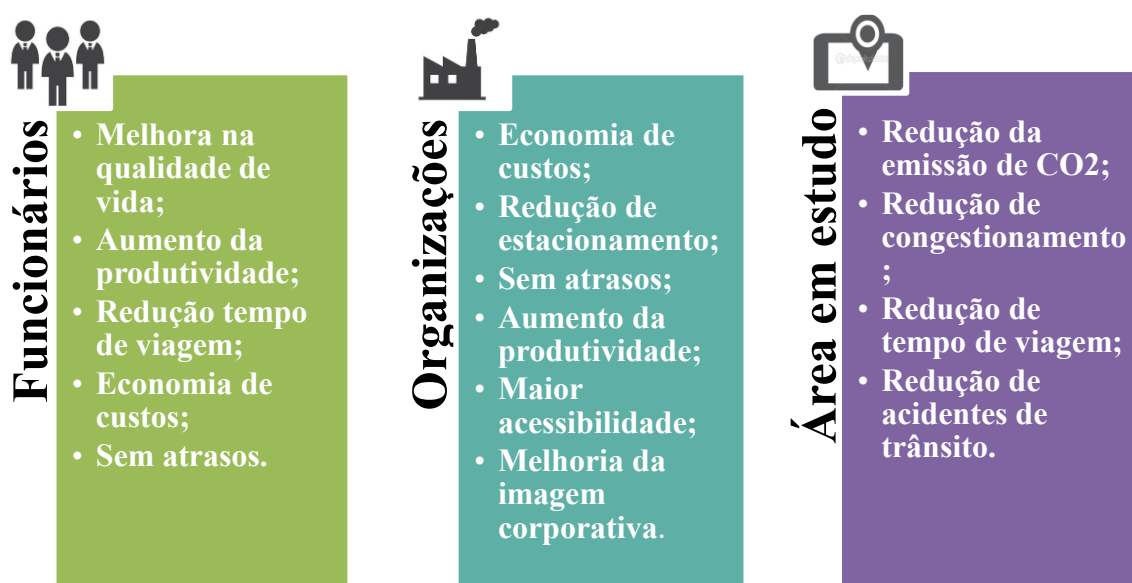 Funcionários
• Melhora na
qualidade de
vida;
• Aumento da
produtividade;
• Redução tempo
de viagem;
• Economia de
custos;
• Sem atrasos.
Organizações
• Economia de
custos;
• Redução de
estacionamento;
• Sem atrasos;
• Aumento da
produtividade;
• Maior
acessibilidade;
• Melhoria da
imagem
corporativa.
Área em estudo
• Redução da
emissão de CO2;
• Redução de
congestionamento
;
• Redução de
tempo de viagem;
• Redução de
acidentes de
trânsito.